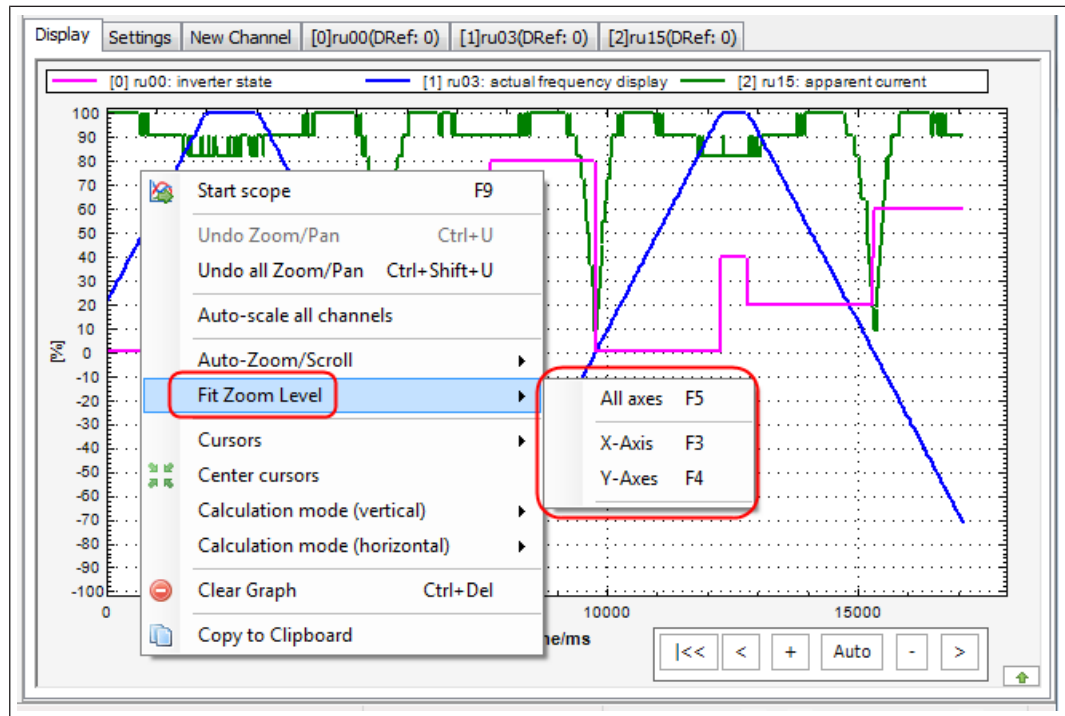 Display Settings New Channel [0]ru00(DRef: 0) [1]ru03(DRef: 0) [2]ru15(DRef: 0)
[0] ru00: inverter state [1] ru03: actual frequency display [2] ru15: apparent current
100
90
80
70
60
50
40
30
20
10
0
-10
-20
-30
-40
-50
-60
-70
-80
-90
-100
[%]
Start scope F9
Undo Zoom/Pan Ctrl+U
Undo all Zoom/Pan Ctrl+Shift+U
Auto-scale all channels
Auto-Zoom/Scroll
Fit Zoom Level
Cursors
Center cursors
Calculation mode (vertical)
Calculation mode (horizontal)
Clear Graph Ctrl+Del
Copy to Clipboard
All axes F5
X-Axis F3
Y-Axes F4
0 10000 15000
ne/ms
|<< < + Auto - >